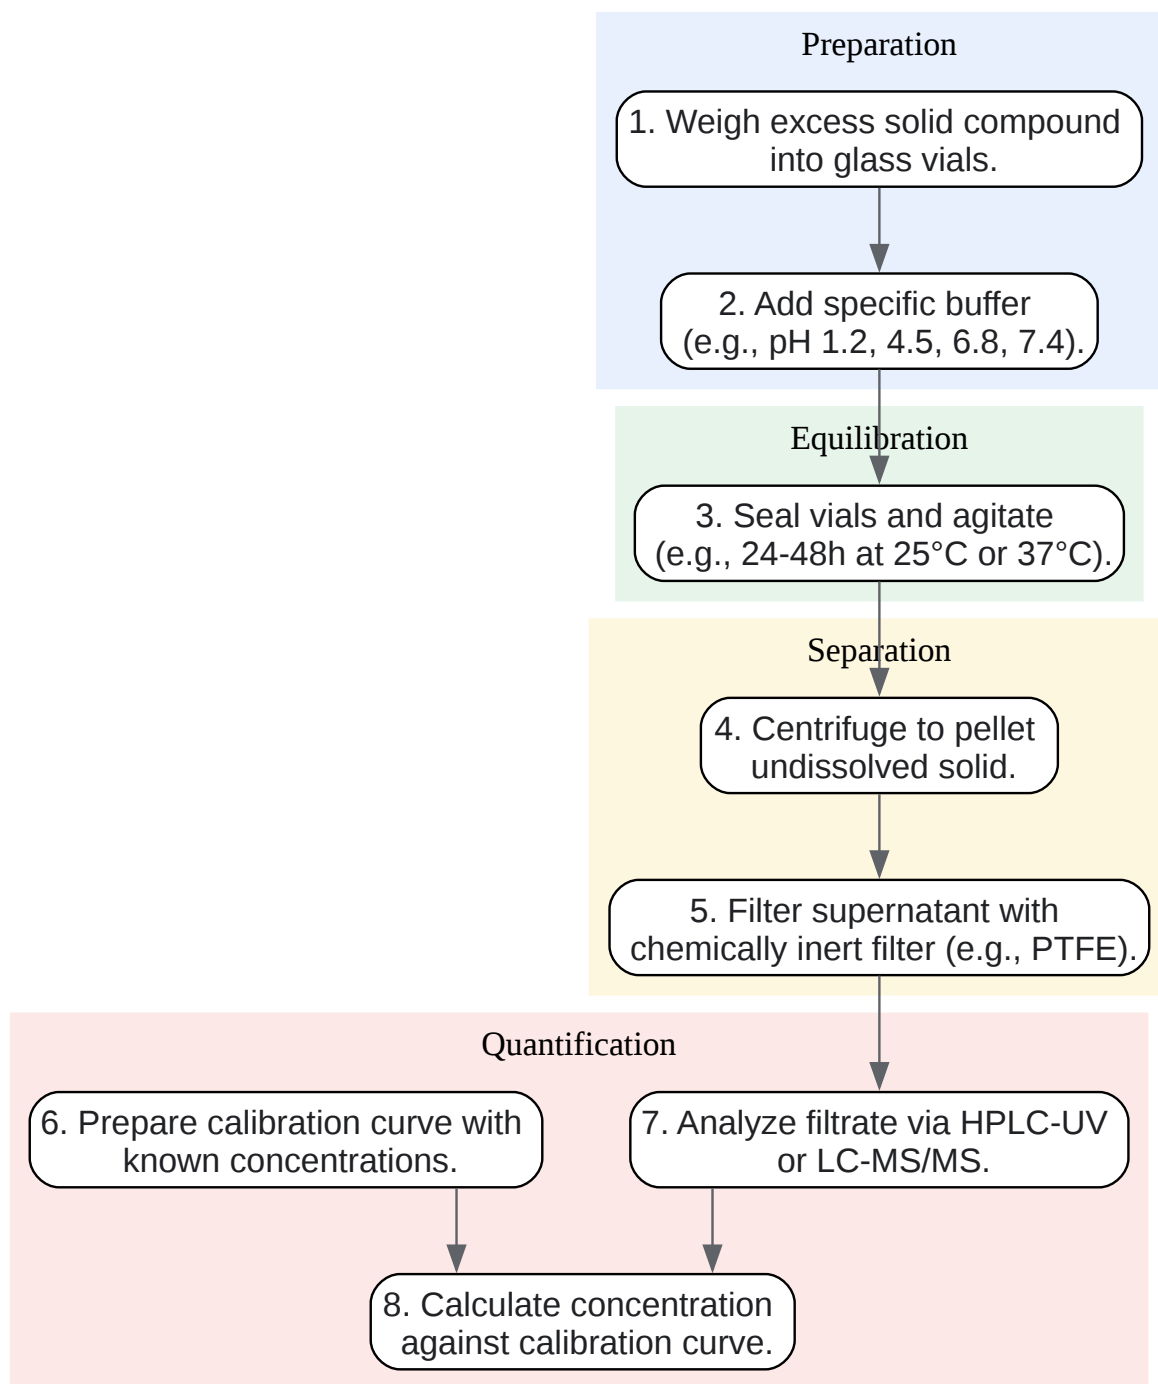 Preparation
1. Weigh excess solid compound
into glass vials.
2. Add specific buffer
(e.g., pH 1.2, 4.5, 6.8, 7.4).
Equilibration
3. Seal vials and agitate
(e.g., 24-48h at 25°C or 37°C).
Separation
4. Centrifuge to pellet
undissolved solid.
5. Filter supernatant with
chemically inert filter (e.g., PTFE).
Quantification
6. Prepare calibration curve with
known concentrations.
7. Analyze filtrate via HPLC-UV
or LC-MS/MS.
8. Calculate concentration
against calibration curve.